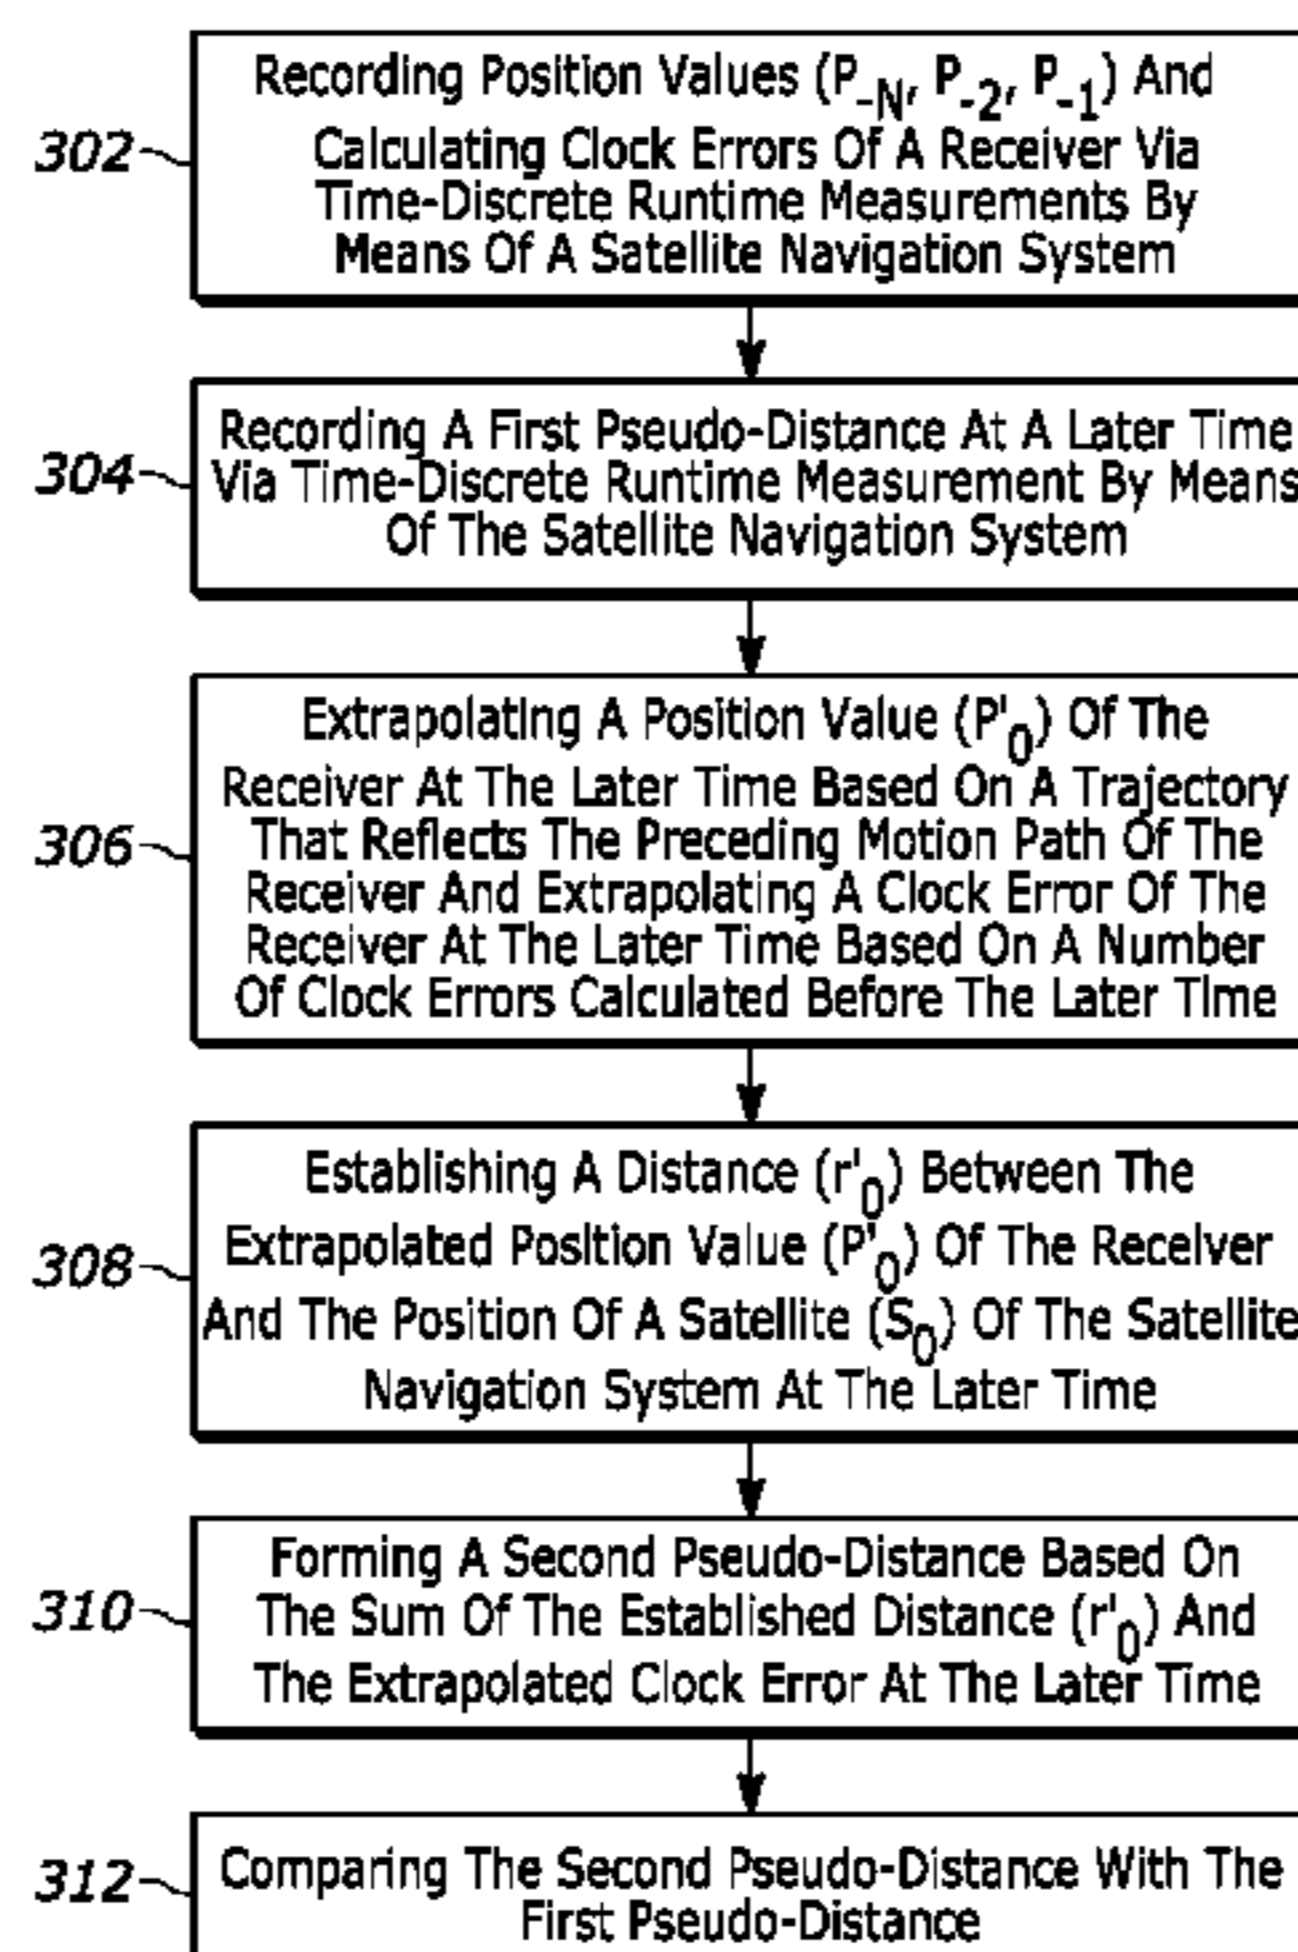 Recording Position Values (P-N, P-2, P-1) And
302
Calculating Clock Errors Of A Receiver Via
Time-Discrete Runtime Measurements By
Means Of A Satellite Navigation System
Recording A First Pseudo-Distance At A Later Time
304
Via Time-Discrete Runtime Measurement By Means
Of The Satellite Navigation System
Extrapolating A Position Value (P'0) Of The
Receiver At The Later Time Based On A Trajectory
306
That Reflects The Preceding Motion Path Of The
Receiver And Extrapolating A Clock Error Of The
Receiver At The Later Time Based On A Number
Of Clock Errors Calculated Before The Later Time
Establishing A Distance (r'0) Between The
308
Extrapolated Position Value (P'0) Of The Receiver
And The Position Of A Satellite (S0) Of The Satellite
Navigation System At The Later Time
Forming A Second Pseudo-Distance Based On
310
The Sum Of The Established Distance (r'0) And
The Extrapolated Clock Error At The Later Time
312
Comparing The Second Pseudo-Distance With The
First Pseudo-Distance